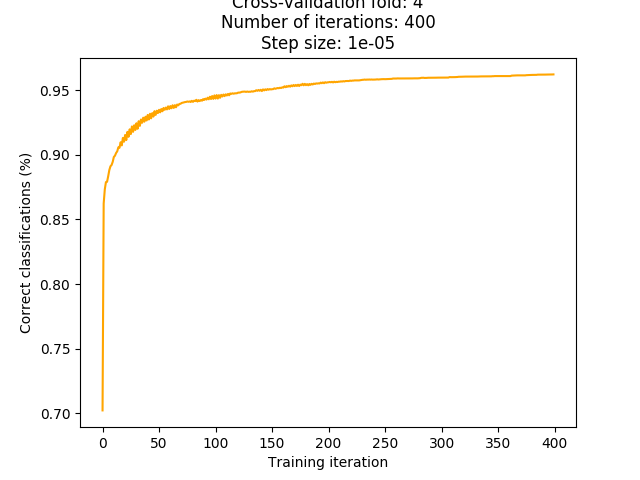 Cross-validation fold: 4
Number of iterations: 400
Step size: 1e-05
0.95
0.90
0.85
0.80
0.75
0.70
Correct classifications (%)
0 50 100 150 200 250 300 350 400
Training iteration